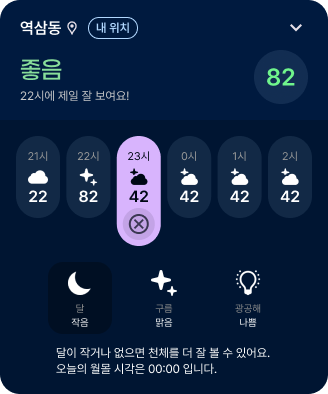 역삼동 내 위치
좋음
82
22시에 제일 잘 보여요!
21시 22시 23시 0시 1시 2시
22 82 42 42 42 42
달 구름 광공해
작음 맑음 나쁨
달이 작거나 없으면 천체를 더 잘 볼 수 있어요.
오늘의 월몰 시각은 00:00 입니다.